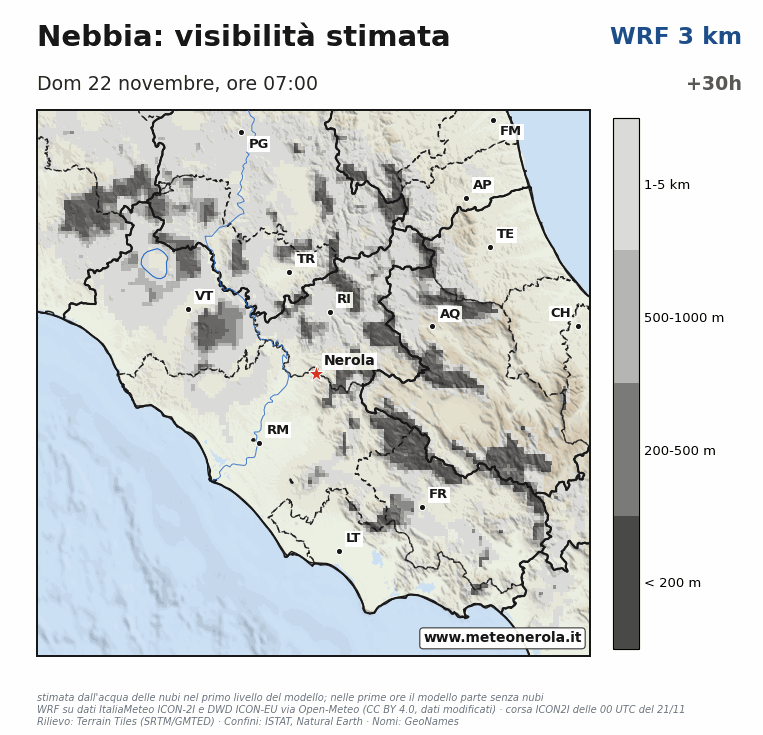 Nebbia: visibilità stimata
WRF 3 km
Dom 22 novembre, ore 07:00
+30h
FM
PG
AP
TE
TR
VT
RI
AQ
CH
Nerola
RM
FR
LT
1-5 km
500-1000 m
200-500 m
< 200 m
www.meteonerola.it
stimata dall'acqua delle nubi nel primo livello del modello; nelle prime ore il modello parte senza nubi
WRF su dati ItaliaMeteo ICON-2I e DWD ICON-EU via Open-Meteo (CC BY 4.0, dati modificati) · corsa ICON2I delle 00 UTC del 21/11
Rilievo: Terrain Tiles (SRTM/GMTED) · Confini: ISTAT, Natural Earth · Nomi: GeoNames